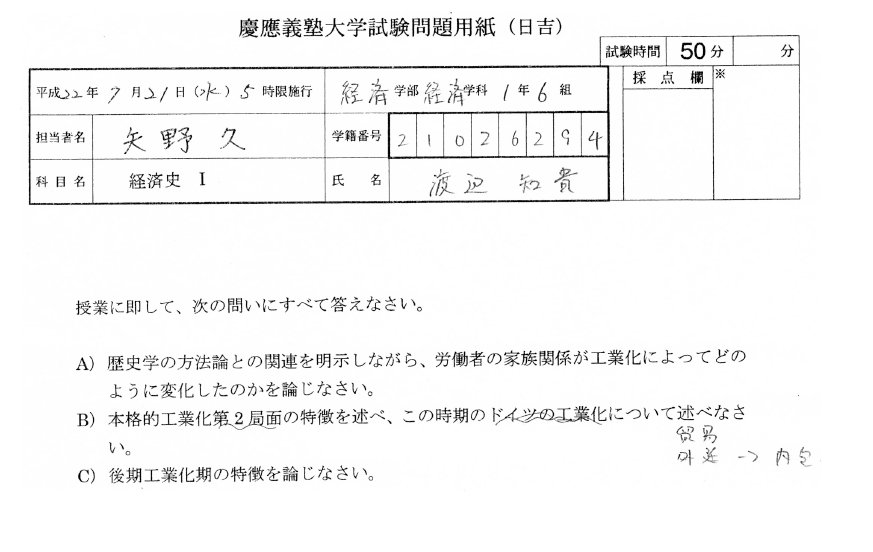 慶應義塾大学試験問題用紙（日吉）
試験時間 50分 分
平成22年 7月21日（水）5時限施行 経済学部 経済学科 1年 6組
採点欄 ※
担当者名 矢野 久 学籍番号 21026294
科目名 経済史 I 氏名 渡辺 知貴
授業に即して、次の問いにすべて答えなさい。
A）歴史学の方法論との関連を明示しながら、労働者の家族関係が工業化によってどの
ように変化したのかを論じなさい。
B）本格的工業化第2局面の特徴を述べ、この時期のドイツの工業化について述べなさ
い。
貿易
外延 -> 内包
C）後期工業化期の特徴を論じなさい。